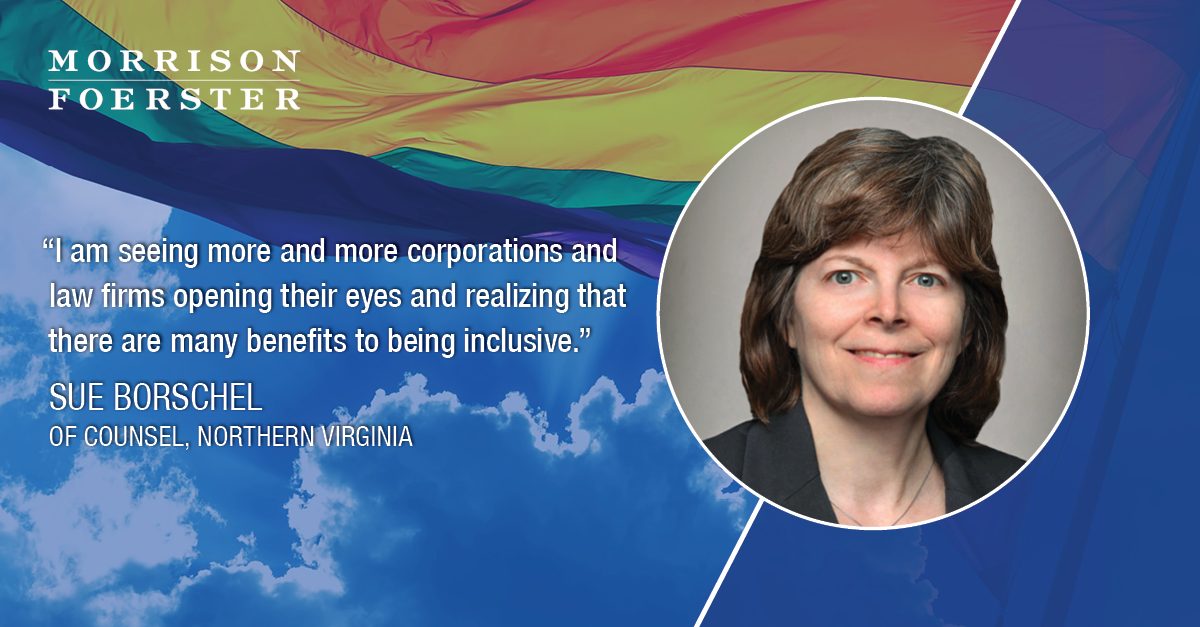 MORRISON
FOERSTER
“I am seeing more and more corporations and
law firms opening their eyes and realizing that
there are many benefits to being inclusive.”
SUE BORSCHEL
OF COUNSEL, NORTHERN VIRGINIA